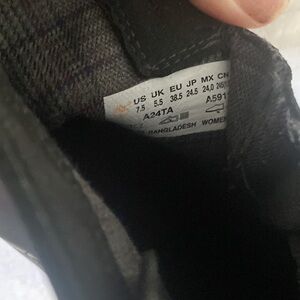 US UK EU JP MX CN
7.5 5.5 38.5 24.5 24.0
A24TA A591
BANGLADESH WOMEN